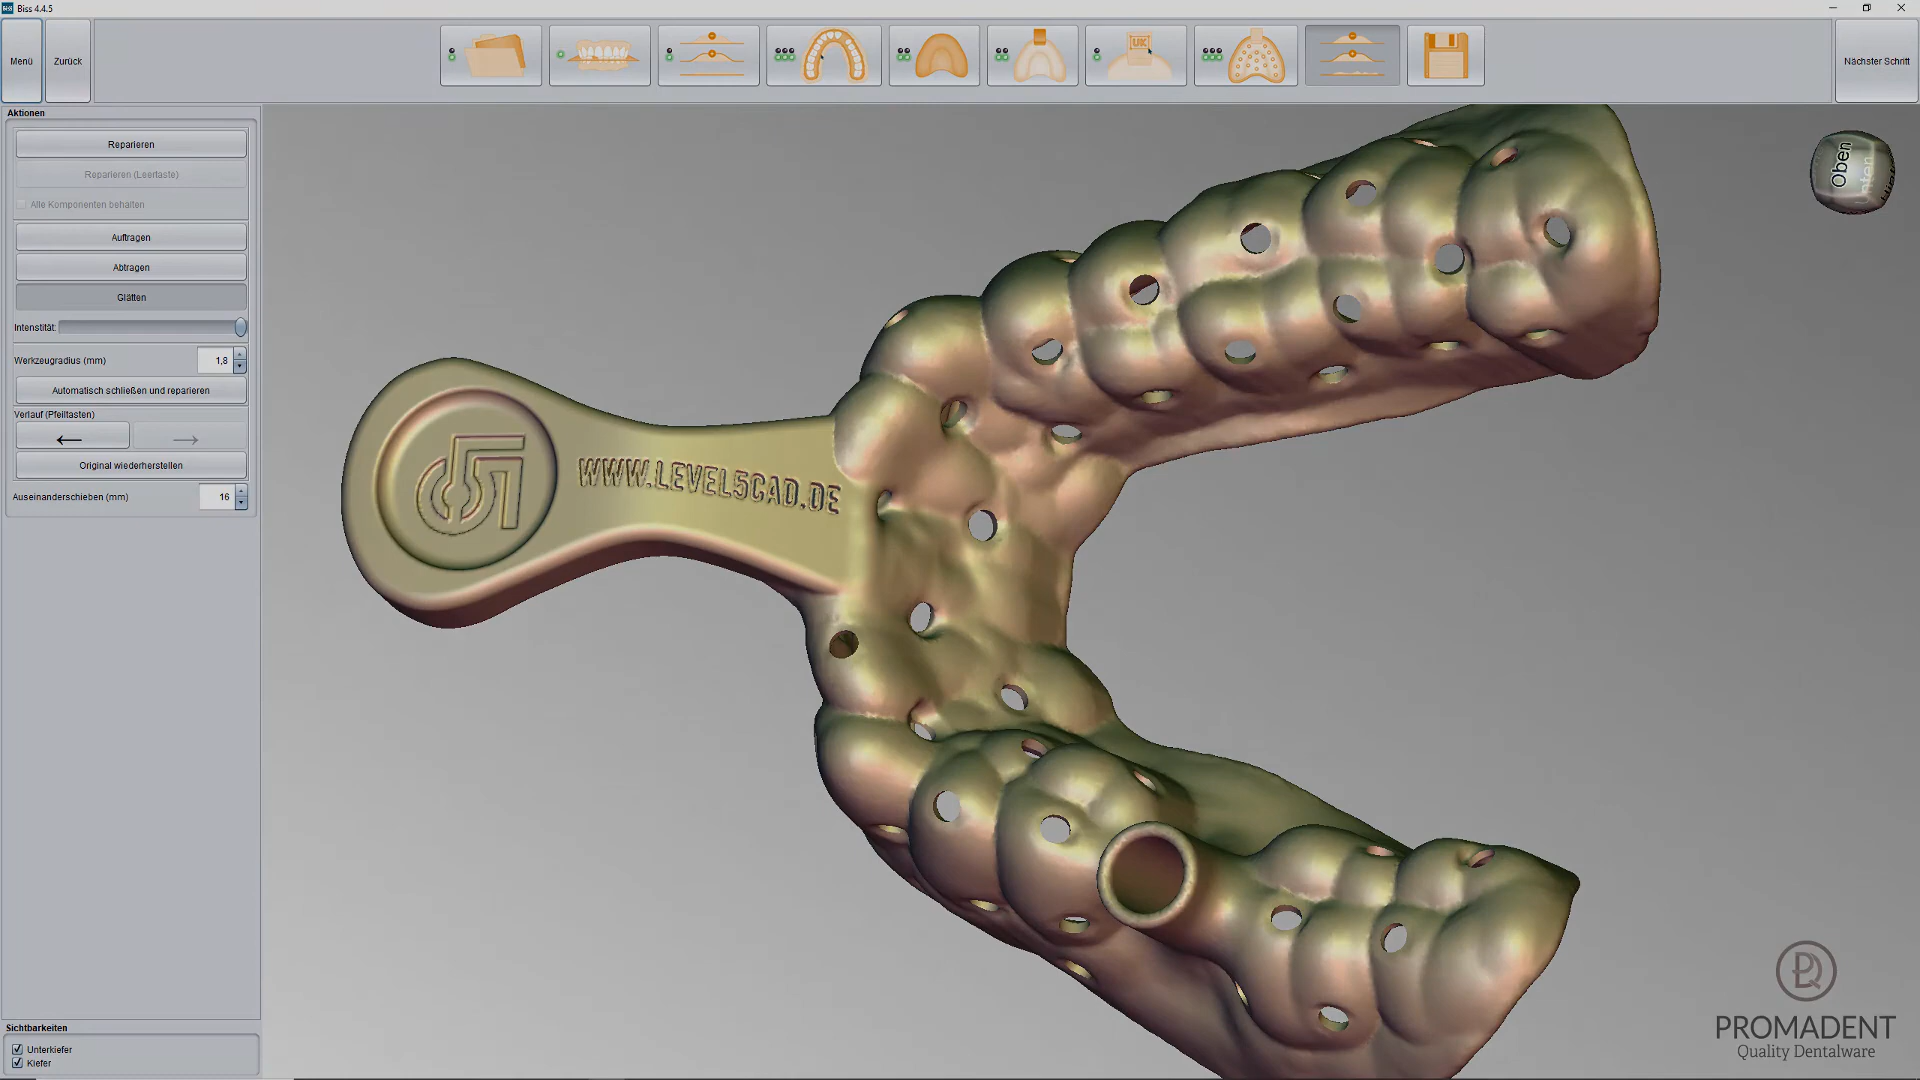 Biss 4.4.5
Menü
Zurück
UK
Nächster Schritt
Aktionen
Reparieren
Reparieren (Leertaste)
Alle Komponenten behalten
Auftragen
Abtragen
Glätten
Intenstität:
Werkzeugradius (mm) 1,8
Automatisch schließen und reparieren
Verlauf (Pfeiltasten)
Original wiederherstellen
Auseinanderschieben (mm) 16
Oben
Unten
WWW.LEVEL5CAD.DE
Sichtbarkeiten
Unterkiefer
Kiefer
PROMADENT
Quality Dentalware